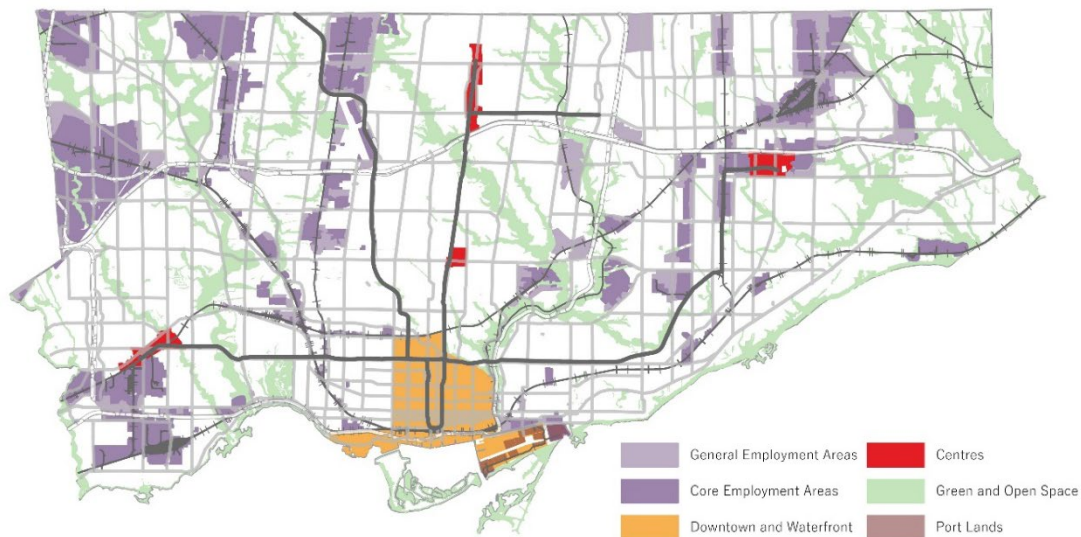 General Employment Areas
Centres
Core Employment Areas
Green and Open Space
Downtown and Waterfront
Port Lands